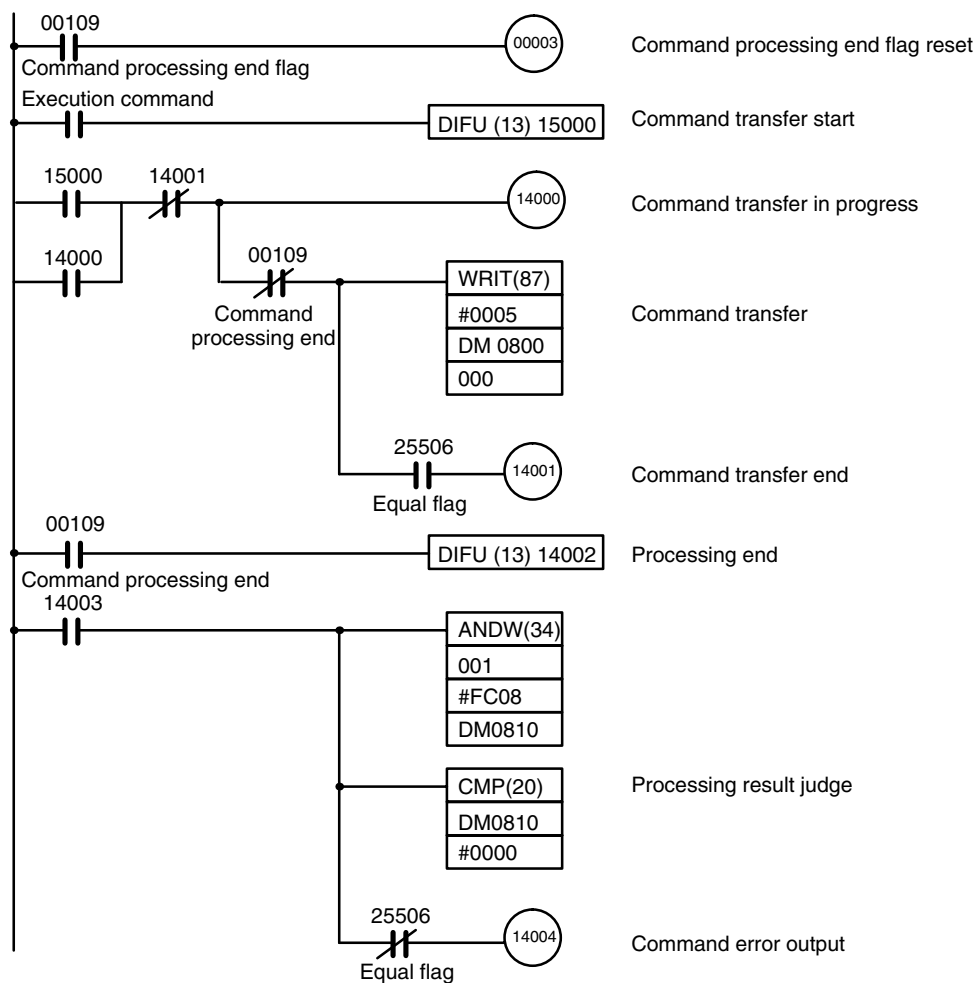 00109
00003
Command processing end flag reset
Command processing end flag
Execution command
DIFU (13) 15000
Command transfer start
15000
14001
14000
Command transfer in progress
14000
00109
Command
processing end
WRIT(87)
#0005
DM 0800
000
Command transfer
25506
Equal flag
14001
Command transfer end
00109
DIFU (13) 14002
Processing end
Command processing end
14003
ANDW(34)
001
#FC08
DM0810
CMP(20)
DM0810
#0000
Processing result judge
25506
Equal flag
14004
Command error output